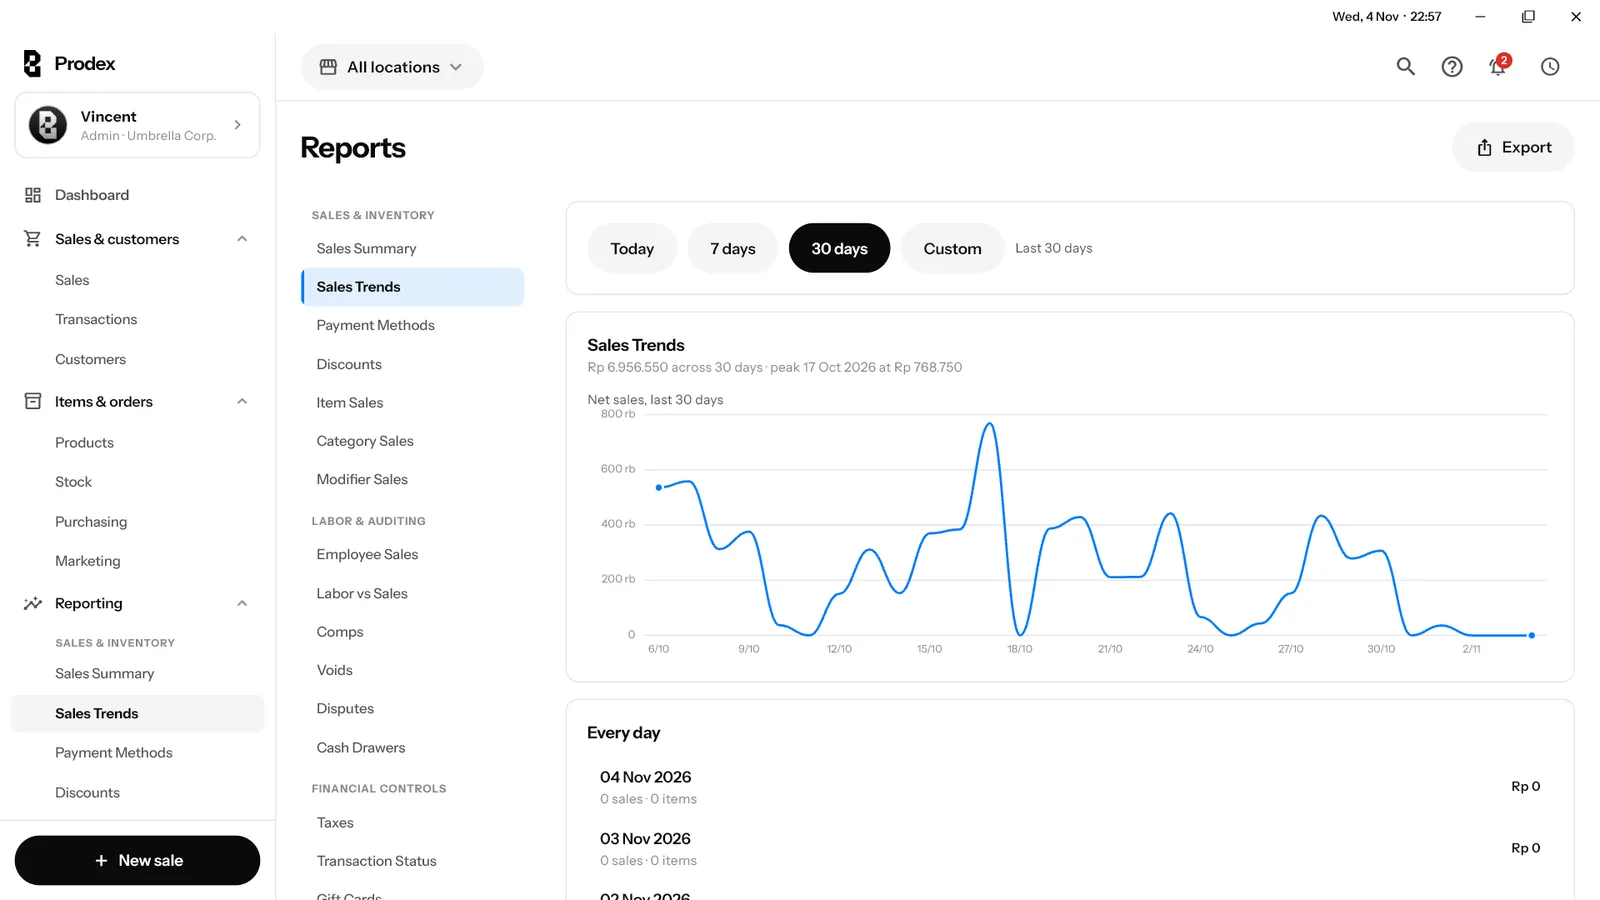 Wed, 4 Nov · 22:57
Prodex
Vincent
Admin · Umbrella Corp.
Dashboard
Sales & customers
Sales
Transactions
Customers
Items & orders
Products
Stock
Purchasing
Marketing
Reporting
SALES & INVENTORY
Sales Summary
Sales Trends
Payment Methods
Discounts
+ New sale
All locations
2
Reports
Export
SALES & INVENTORY
Sales Summary
Sales Trends
Payment Methods
Discounts
Item Sales
Category Sales
Modifier Sales
LABOR & AUDITING
Employee Sales
Labor vs Sales
Comps
Voids
Disputes
Cash Drawers
FINANCIAL CONTROLS
Taxes
Transaction Status
Gift Cards
Today 7 days 30 days Custom Last 30 days
Sales Trends
Rp 6.956.550 across 30 days · peak 17 Oct 2026 at Rp 768.750
Net sales, last 30 days
800 rb
600 rb
400 rb
200 rb
0
6/10 9/10 12/10 15/10 18/10 21/10 24/10 27/10 30/10 2/11
Every day
04 Nov 2026
0 sales · 0 items
Rp 0
03 Nov 2026
0 sales · 0 items
Rp 0
02 Nov 2026